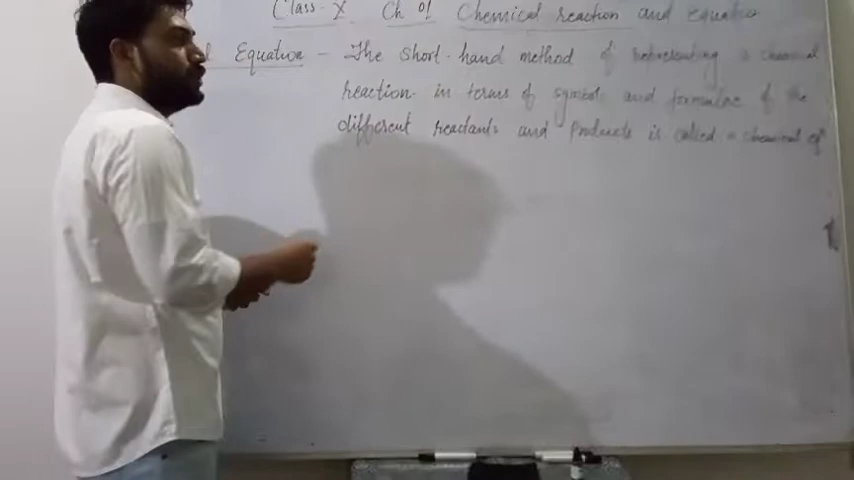 Class - X Ch 01 Chemical reaction and equation
Equation - The short-hand method of representing a chemical
reaction in terms of symbols and formulae of the
different reactants and Products is called a chemical eq